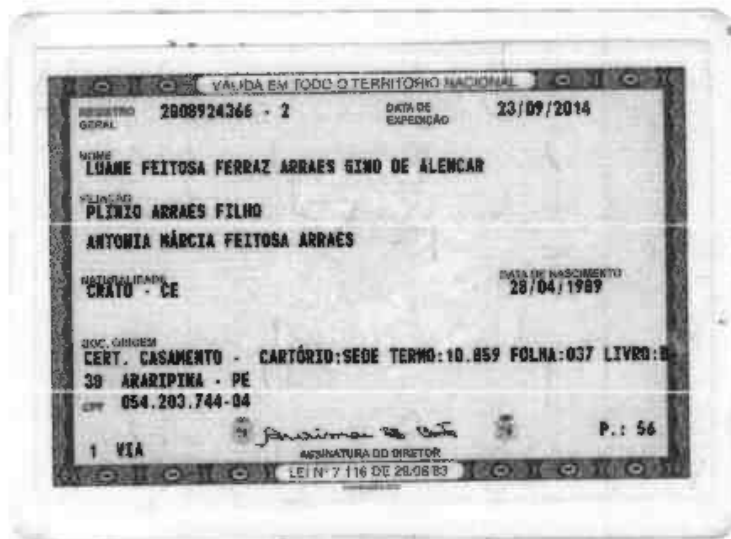 VÁLIDA EM TODO O TERRITÓRIO NACIONAL
REGISTRO GERAL 2008924366 - 2 DATA DE EXPEDIÇÃO 23/09/2014
NOME
LUANE FEITOSA FERRAZ ARRAES GINO DE ALENCAR
FILIAÇÃO
PLINIO ARRAES FILHO
ANTONIA MÁRCIA FEITOSA ARRAES
NATURALIDADE DATA DE NASCIMENTO
CRATO - CE 28/04/1989
DOC. ORIGEM
CERT. CASAMENTO - CARTÓRIO:SEDE TERMO:10.859 FOLHA:037 LIVRO:B-
30 ARARIPINA - PE
CPF 054.203.744-04
1 VIA P.: 56
ASSINATURA DO DIRETOR
LEI Nº 7.116 DE 29/08/83